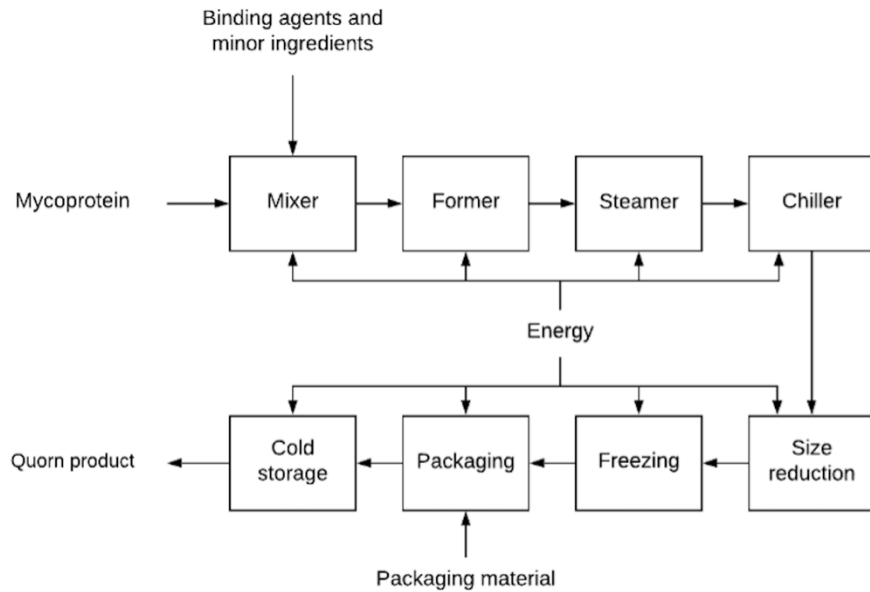 Binding agents and
minor ingredients
Mycoprotein
Mixer
Former
Steamer
Chiller
Energy
Quorn product
Cold
storage
Packaging
Freezing
Size
reduction
Packaging material